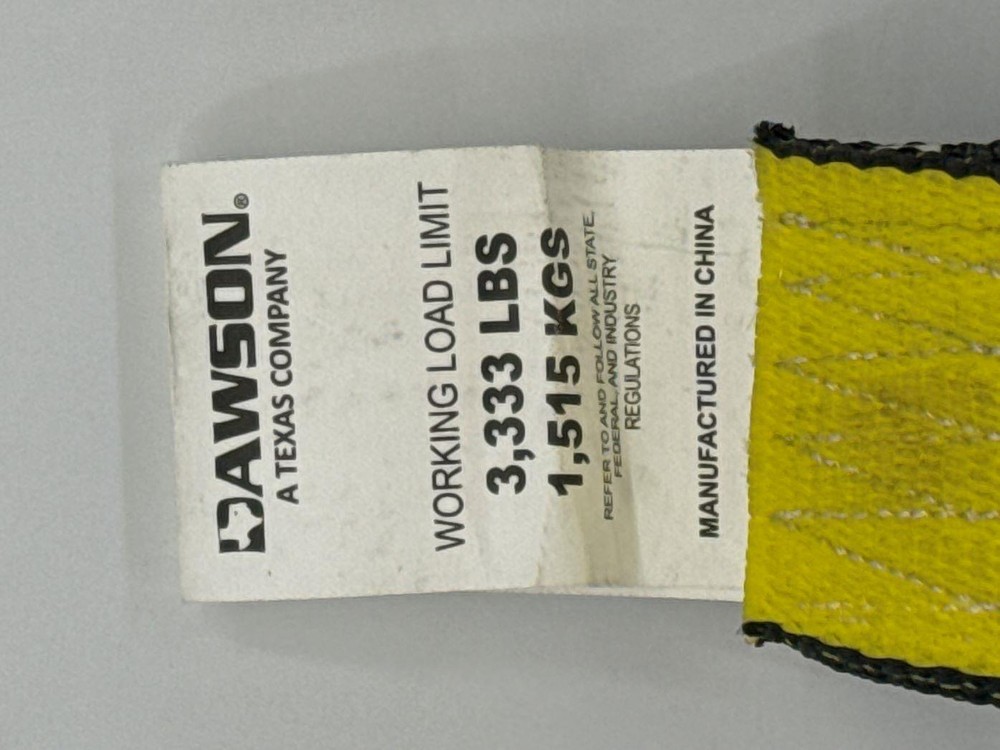 DAWSON®
A TEXAS COMPANY
WORKING LOAD LIMIT
3,333 LBS
1,515 KGS
REFER TO AND FOLLOW ALL STATE,
FEDERAL, AND INDUSTRY
REGULATIONS
MANUFACTURED IN CHINA